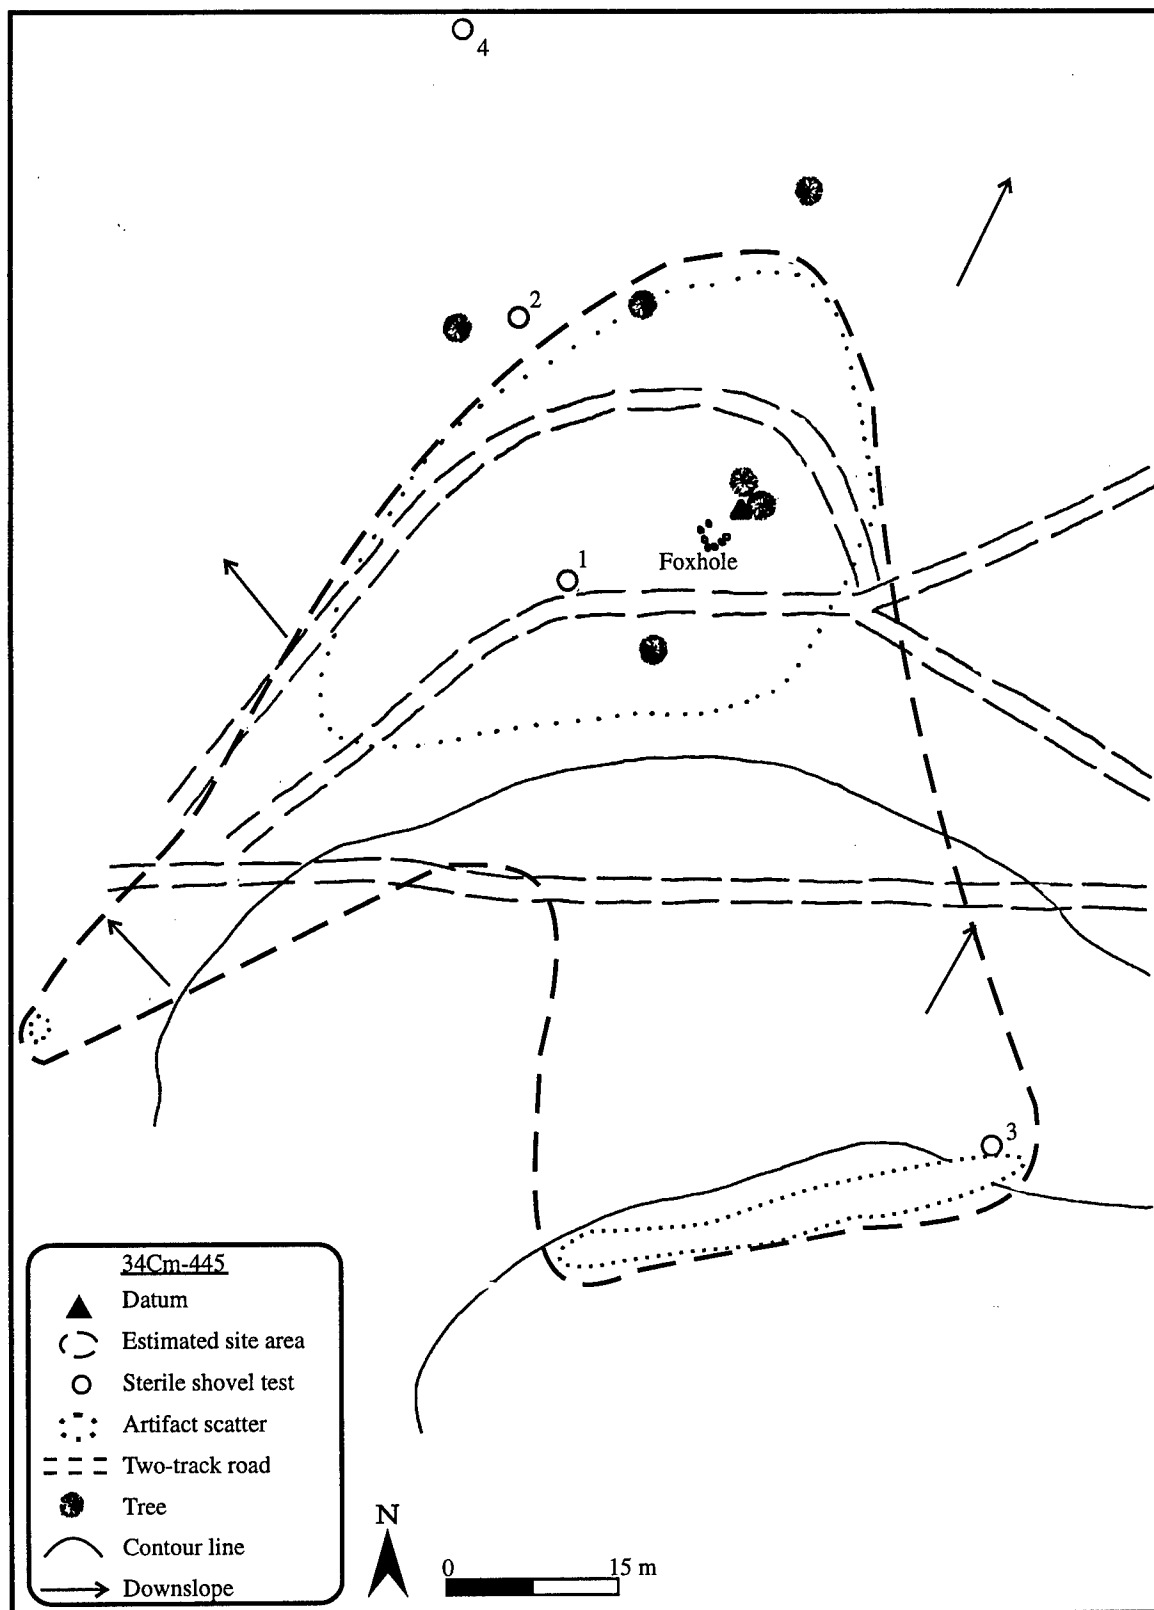 4
2
1
Foxhole
3
34Cm-445
Datum
Estimated site area
Sterile shovel test
Artifact scatter
Two-track road
Tree
Contour line
Downslope
N
0 15 m